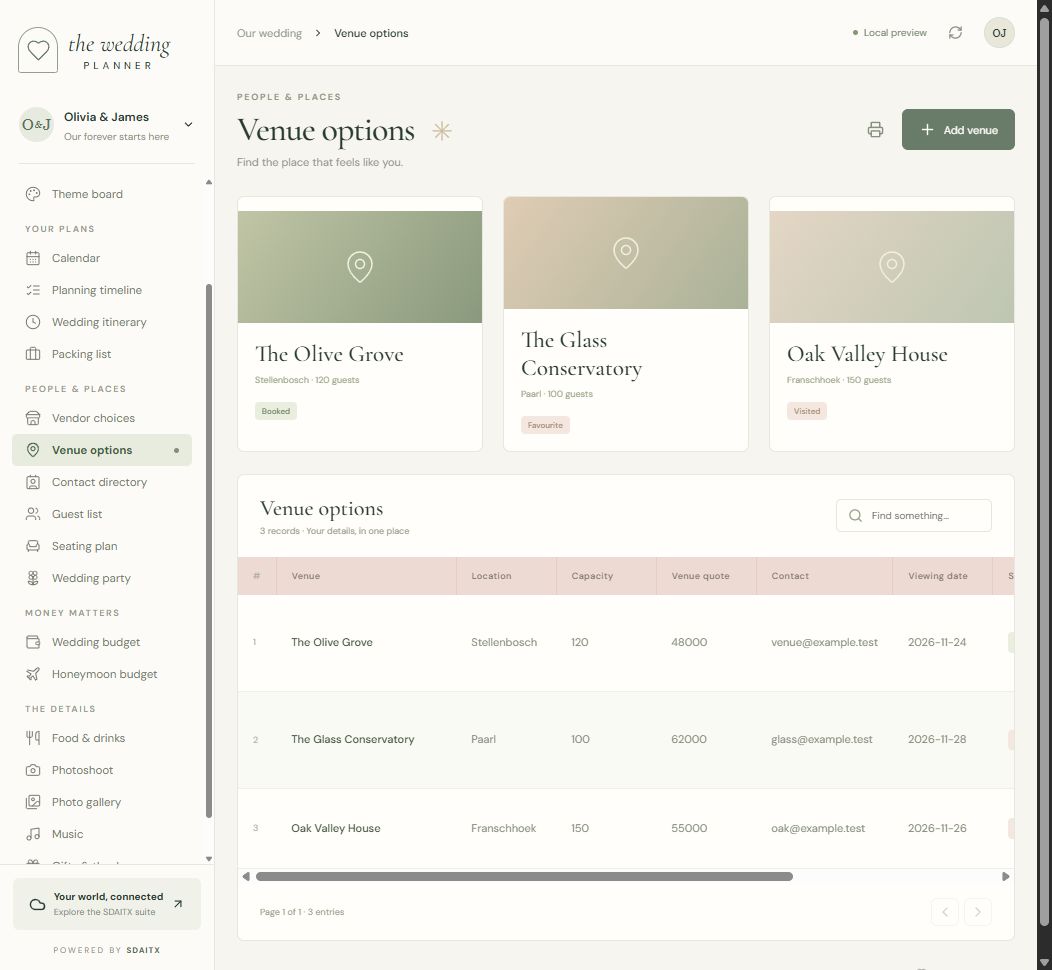 the wedding
PLANNER
O&J
Olivia & James
Our forever starts here
Theme board
YOUR PLANS
Calendar
Planning timeline
Wedding itinerary
Packing list
PEOPLE & PLACES
Vendor choices
Venue options
Contact directory
Guest list
Seating plan
Wedding party
MONEY MATTERS
Wedding budget
Honeymoon budget
THE DETAILS
Food & drinks
Photoshoot
Photo gallery
Music
Your world, connected
Explore the SDAITX suite
POWERED BY SDAITX
Our wedding > Venue options
Local preview
OJ
PEOPLE & PLACES
Venue options
Find the place that feels like you.
Add venue
The Olive Grove
Stellenbosch · 120 guests
Booked
The Glass
Conservatory
Paarl · 100 guests
Favourite
Oak Valley House
Franschhoek · 150 guests
Visited
Venue options
3 records · Your details, in one place
Find something...
# Venue Location Capacity Venue quote Contact Viewing date S
1 The Olive Grove Stellenbosch 120 48000 venue@example.test 2026-11-24
2 The Glass Conservatory Paarl 100 62000 glass@example.test 2026-11-28
3 Oak Valley House Franschhoek 150 55000 oak@example.test 2026-11-26
Page 1 of 1 · 3 entries